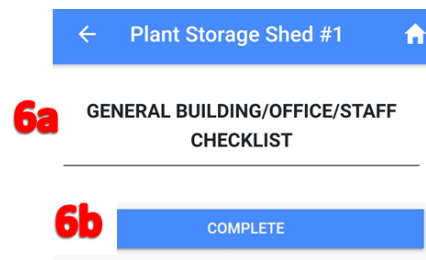 Plant Storage Shed #1
6a
GENERAL BUILDING/OFFICE/STAFF
CHECKLIST
6b
COMPLETE